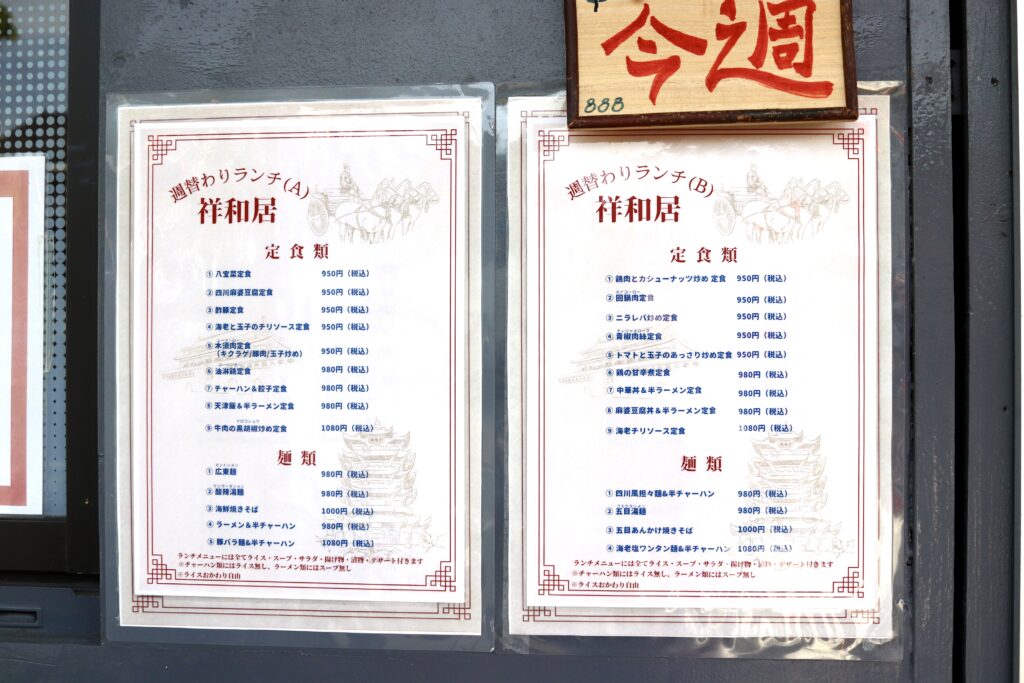 今週
888
週替わりランチ(A)
祥和居
定食類
①八宝菜定食 950円（税込）
②四川麻婆豆腐定食 950円（税込）
③酢豚定食 950円（税込）
④海老と玉子のチリソース定食 950円（税込）
⑤木須肉定食
（キクラゲ/豚肉/玉子炒め） 950円（税込）
⑥油淋鶏定食 980円（税込）
⑦チャーハン＆餃子定食 980円（税込）
⑧天津飯＆半ラーメン定食 980円（税込）
⑨牛肉の黒胡椒炒め定食 1080円（税込）
麺類
カントンメン
①広東麺 980円（税込）
サンラータンメン
②酸辣湯麺 980円（税込）
③海鮮焼きそば 1000円（税込）
④ラーメン＆半チャーハン 980円（税込）
⑤豚バラ麺&半チャーハン 1080円（税込）
ランチメニューには全てライス・スープ・サラダ・揚げ物・漬物・デザート付きます
※チャーハン類にはライス無し、ラーメン類にはスープ無し
※ライスおかわり自由
週替わりランチ(B)
祥和居
定食類
①鶏肉とカシューナッツ炒め 定食 950円（税込）
ホイコーロー
②回鍋肉定食 950円（税込）
③ニラレバ炒め定食 950円（税込）
チンジャオロース
④青椒肉絲定食 950円（税込）
⑤トマトと玉子のあっさり炒め定食 950円（税込）
⑥鶏の甘辛煮定食 980円（税込）
⑦中華丼＆半ラーメン定食 980円（税込）
⑧麻婆豆腐丼＆半ラーメン定食 980円（税込）
⑨海老チリソース定食 1080円（税込）
麺類
①四川風担々麺&半チャーハン 980円（税込）
②五目湯麺 980円（税込）
③五目あんかけ焼きそば 1000円（税込）
④海老塩ワンタン麺&半チャーハン 1080円（税込）
ランチメニューには全てライス・スープ・サラダ・揚げ物・漬物・デザート付きます
※チャーハン類にはライス無し、ラーメン類にはスープ無し
※ライスおかわり自由